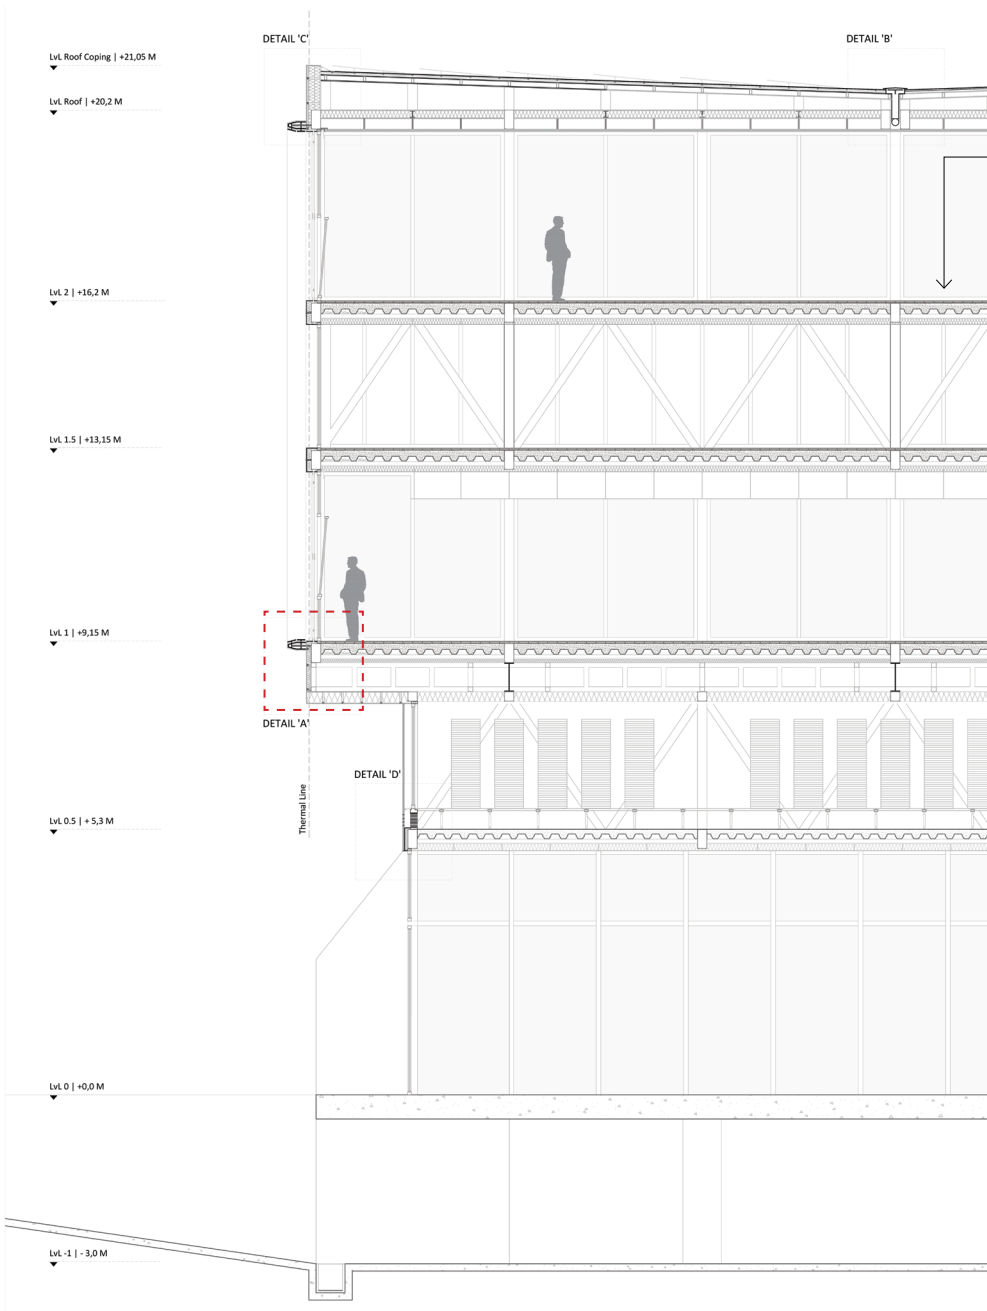 DETAIL 'C'
DETAIL 'B'
LvL Roof Coping | +21,05 M
LvL Roof | +20,2 M
LvL 2 | +16,2 M
LvL 1.5 | +13,15 M
LvL 1 | +9,15 M
DETAIL 'A'
DETAIL 'D'
Thermal Line
LvL 0.5 | + 5,3 M
LvL 0 | +0,0 M
LvL -1 | - 3,0 M